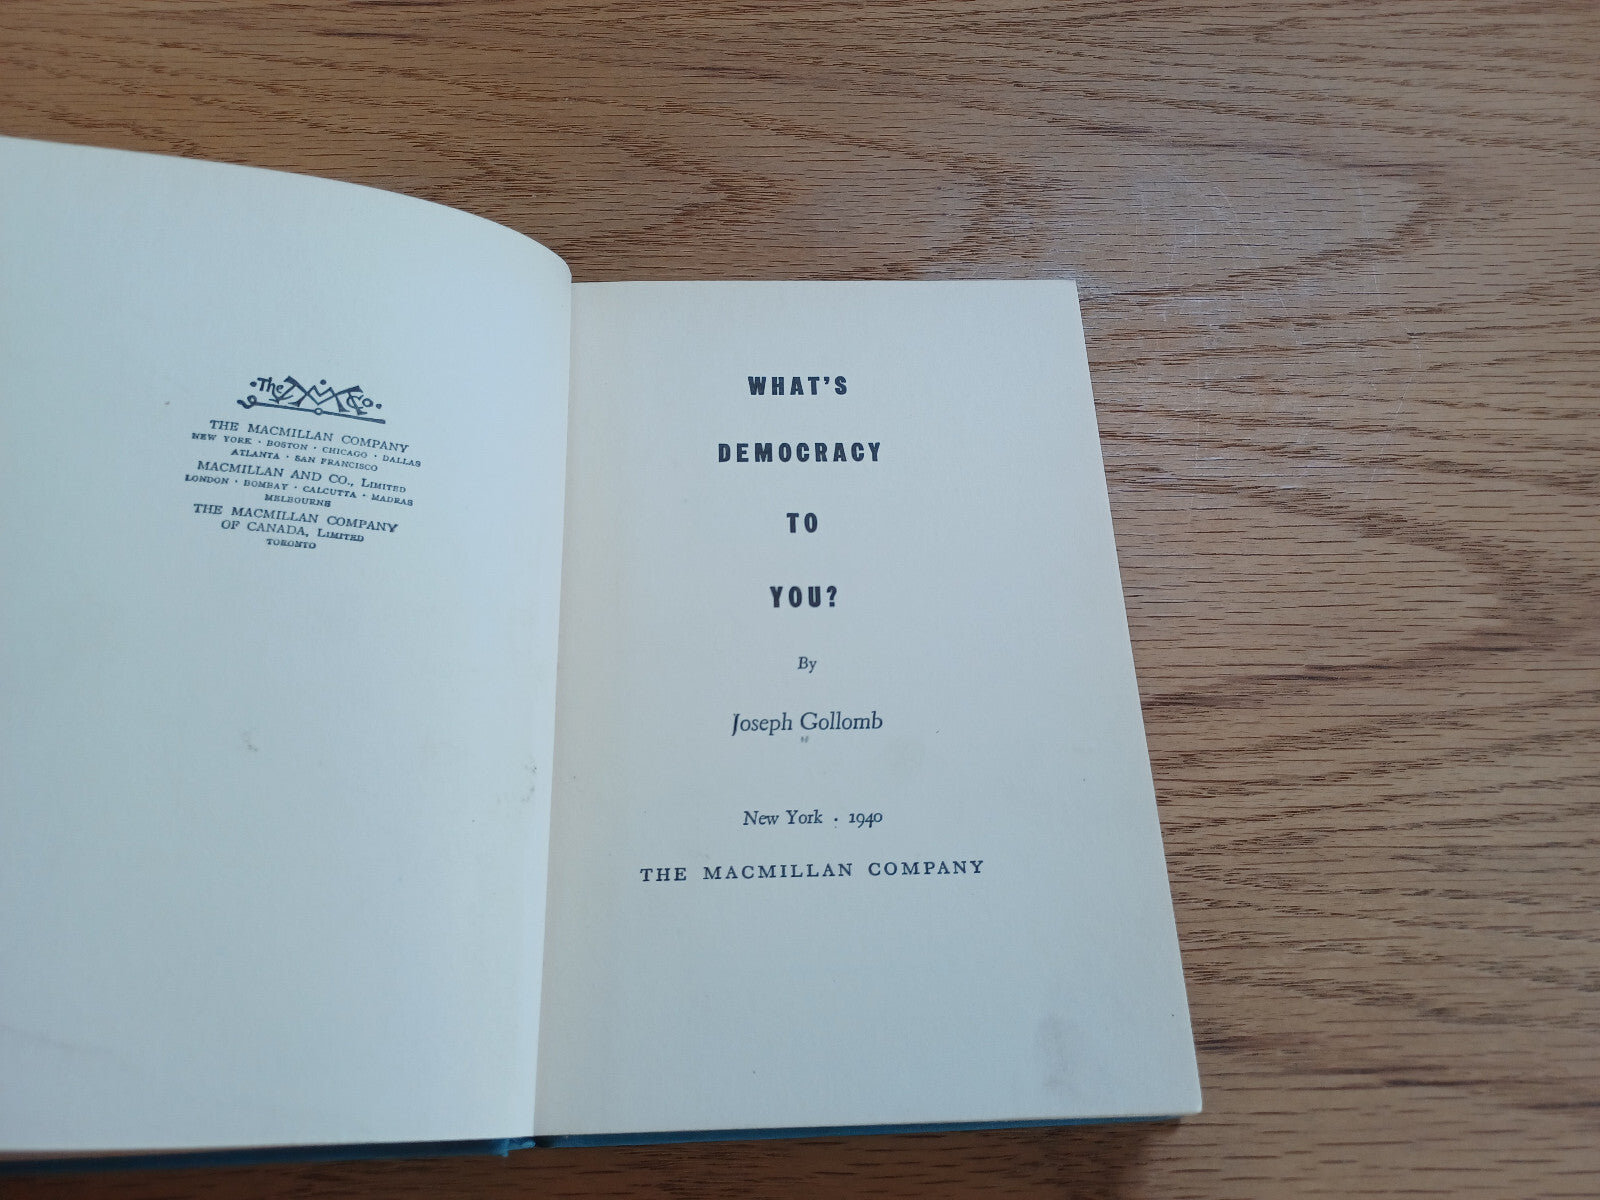 The M Co.
THE MACMILLAN COMPANY
NEW YORK · BOSTON · CHICAGO · DALLAS
ATLANTA · SAN FRANCISCO
MACMILLAN AND CO., LIMITED
LONDON · BOMBAY · CALCUTTA · MADRAS
MELBOURNE
THE MACMILLAN COMPANY
OF CANADA, LIMITED
TORONTO
WHAT'S
DEMOCRACY
TO
YOU?
By
Joseph Gollomb
New York · 1940
THE MACMILLAN COMPANY